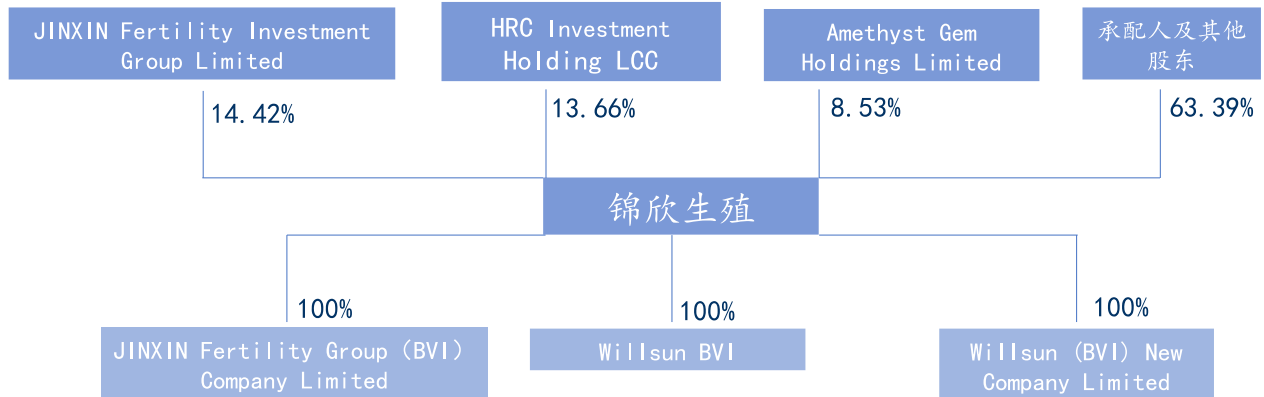 JINXIN Fertility Investment
Group Limited
HRC Investment
Holding LCC
Amethyst Gem
Holdings Limited
承配人及其他
股东
14.42%
13.66%
8.53%
63.39%
锦欣生殖
100%
100%
100%
JINXIN Fertility Group (BVI)
Company Limited
Willsun BVI
Willsun (BVI) New
Company Limited